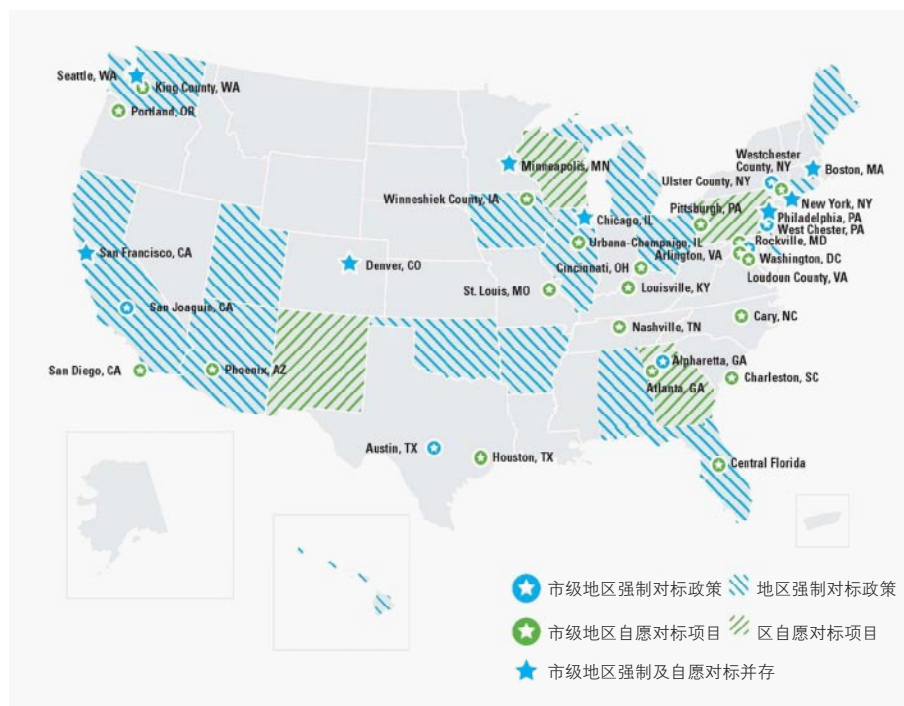 Seattle, WA
King County, WA
Portland, OR
Minneapolis, MN
Westchester
County, NY
Boston, MA
Ulster County, NY
Winneshiek County, IA
Pittsburgh, PA
New York, NY
Philadelphia, PA
Chicago, IL
West Chester, PA
Urbana-Champaign, IL
Rockville, MD
San Francisco, CA
Arlington, VA
Washington, DC
Denver, CO
Cincinnati, OH
Loudoun County, VA
St. Louis, MO
Louisville, KY
San Joaquin, CA
Cary, NC
Nashville, TN
Alpharetta, GA
San Diego, CA
Phoenix, AZ
Charleston, SC
Atlanta, GA
Austin, TX
Houston, TX
Central Florida
市级地区强制对标政策 地区强制对标政策
市级地区自愿对标项目 区自愿对标项目
市级地区强制及自愿对标并存